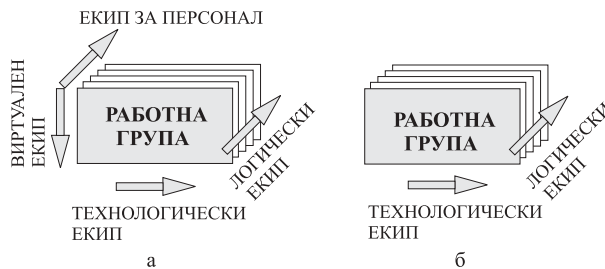 ЕКИП ЗА ПЕРСОНАЛ
ВИРТУАЛЕН
ЕКИП
РАБОТНА
ГРУПА
ЛОГИЧЕСКИ
ЕКИП
ТЕХНОЛОГИЧЕСКИ
ЕКИП
а
РАБОТНА
ГРУПА
ЛОГИЧЕСКИ
ЕКИП
ТЕХНОЛОГИЧЕСКИ
ЕКИП
б